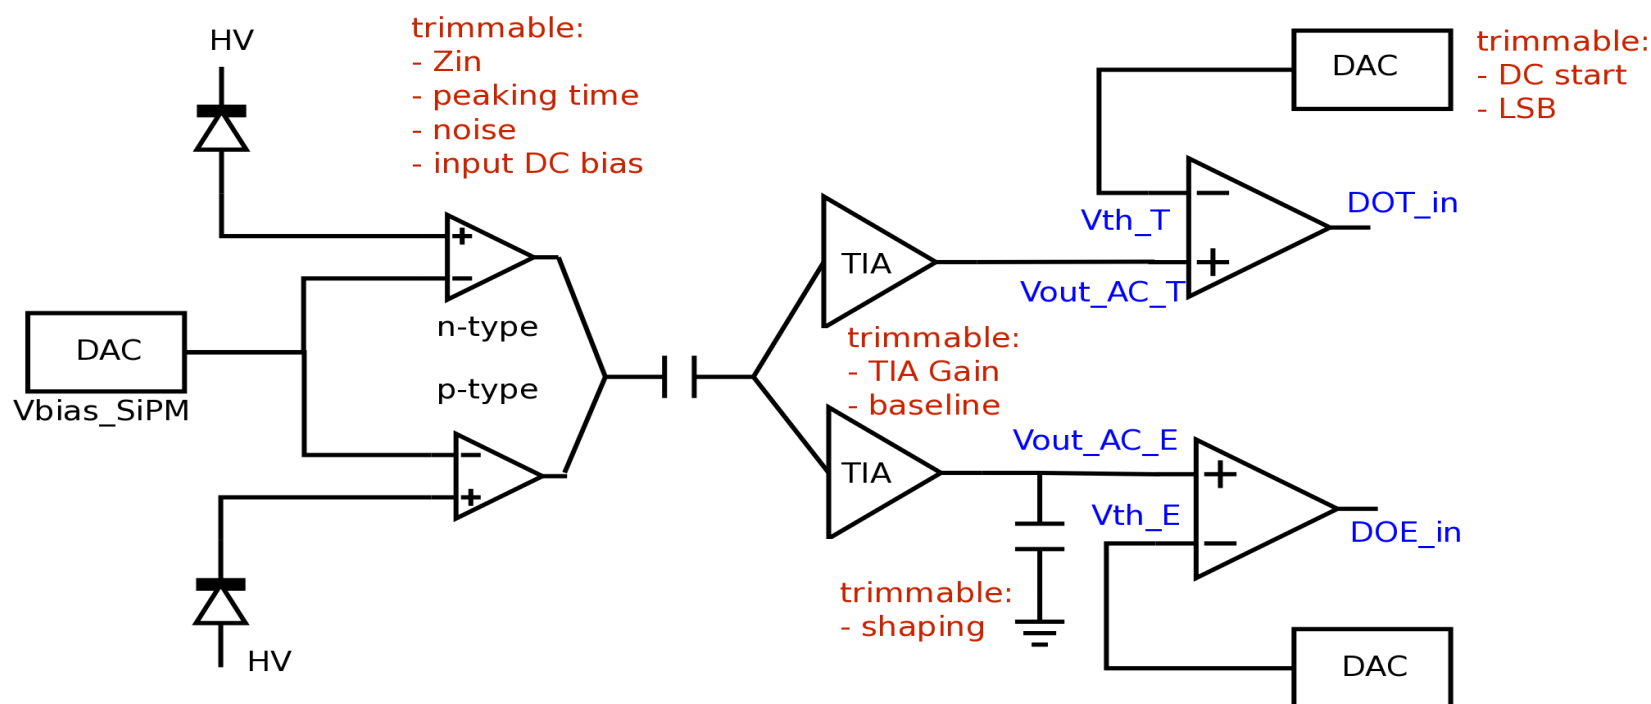 HV
trimmable:
- Zin
- peaking time
- noise
- input DC bias
DAC
trimmable:
- DC start
- LSB
+
−
n-type
p-type
−
+
DAC
Vbias_SiPM
HV
TIA
Vout_AC_T
Vth_T
−
+
DOT_in
trimmable:
- TIA Gain
- baseline
TIA
Vout_AC_E
Vth_E
+
−
DOE_in
trimmable:
- shaping
DAC